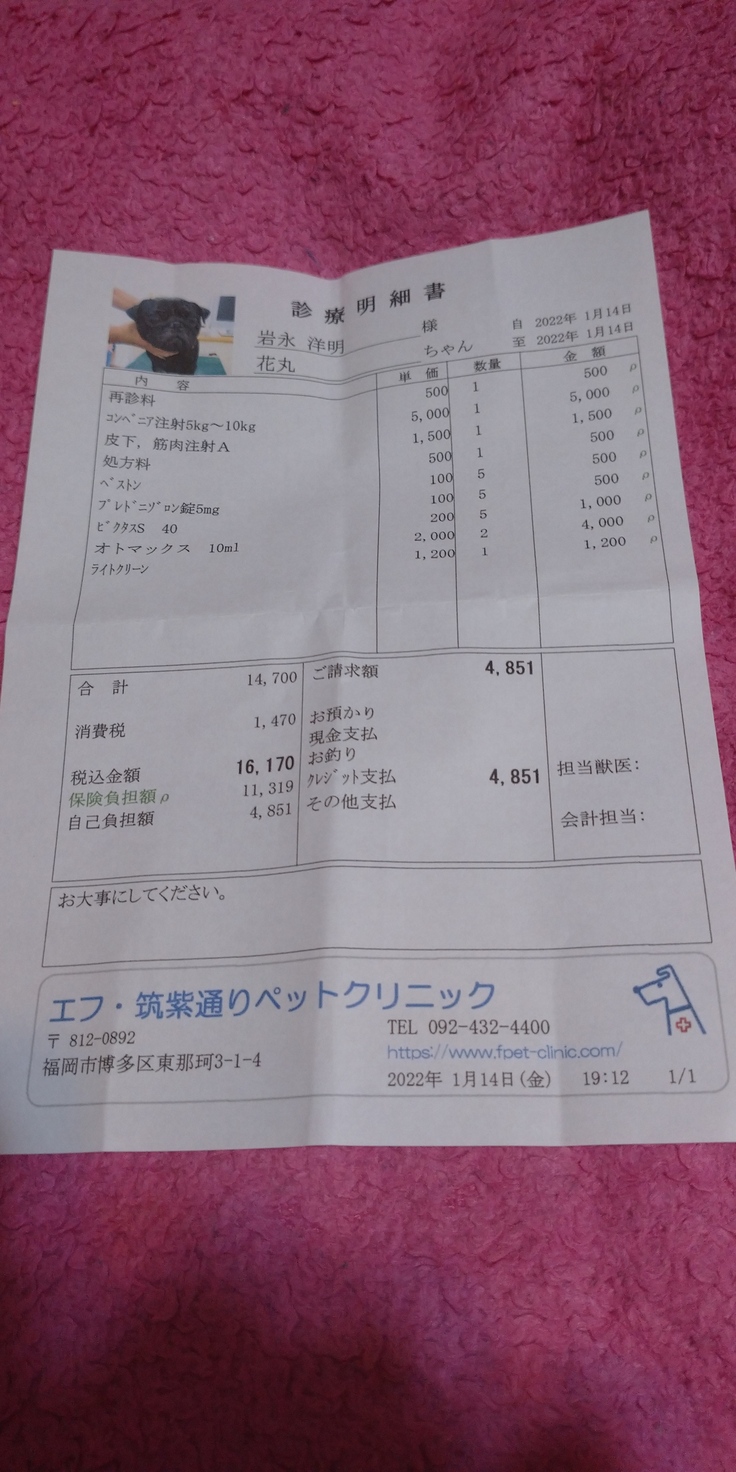 診療明細書
岩永 洋明 様
花丸 ちゃん
自 2022年 1月14日
至 2022年 1月14日
内 容 単 価 数量 金 額
再診料 500 1 500 ρ
コンベニア注射5kg～10kg 5,000 1 5,000 ρ
皮下，筋肉注射A 1,500 1 1,500 ρ
処方料 500 1 500 ρ
ベストン 100 5 500 ρ
プレドニゾロン錠5mg 100 5 500 ρ
ビクタスS 40 200 5 1,000 ρ
オトマックス 10ml 2,000 2 4,000 ρ
ライトクリーン 1,200 1 1,200 ρ
合 計 14,700
消費税 1,470
税込金額 16,170
保険負担額ρ 11,319
自己負担額 4,851
ご請求額 4,851
お預かり
現金支払
お釣り
クレジット支払 4,851
その他支払
担当獣医：
会計担当：
お大事にしてください。
エフ・筑紫通りペットクリニック
〒 812-0892
福岡市博多区東那珂3-1-4
TEL 092-432-4400
https://www.fpet-clinic.com/
2022年 1月14日(金) 19:12 1/1